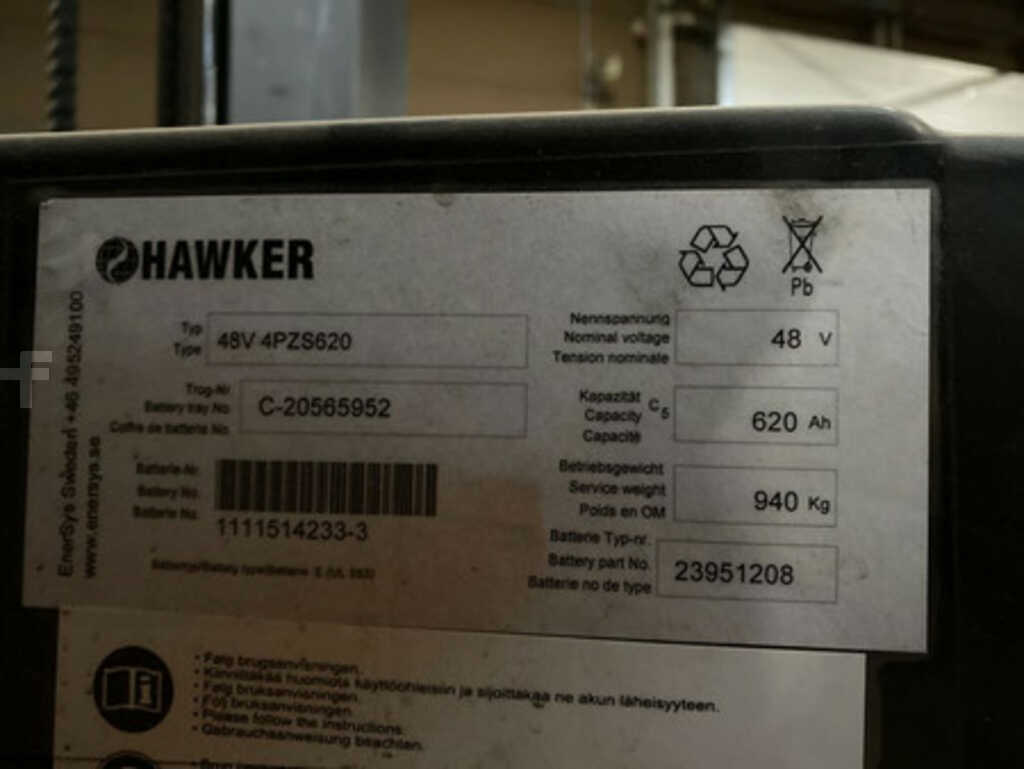 HAWKER
Pb
Typ
Type
48V 4PZS620
Nennspannung
Nominal voltage
Tension nominale
48 V
Trog-Nr
Battery tray No.
Coffre de batterie No.
C-20565952
Kapazität
Capacity
Capacité
C5
620 Ah
Batterie-Nr.
Battery No.
Batterie No.
1111514233-3
Betriebsgewicht
Service weight
Poids en OM
940 Kg
Batterie Typ-nr.
Battery part No.
Batterie no de type
23951208
EnerSys Sweden +46 495249100
www.enersys.se
• Følg brugsanvisningen.
• Kiinnittäkää huomiota käyttöohjeisiin ja sijoittakaa ne akun läheisyyteen.
• Følg bruksanvisningen.
• Följ bruksanvisningen.
• Please follow the instructions.
• Gebrauchsanweisung beachten.